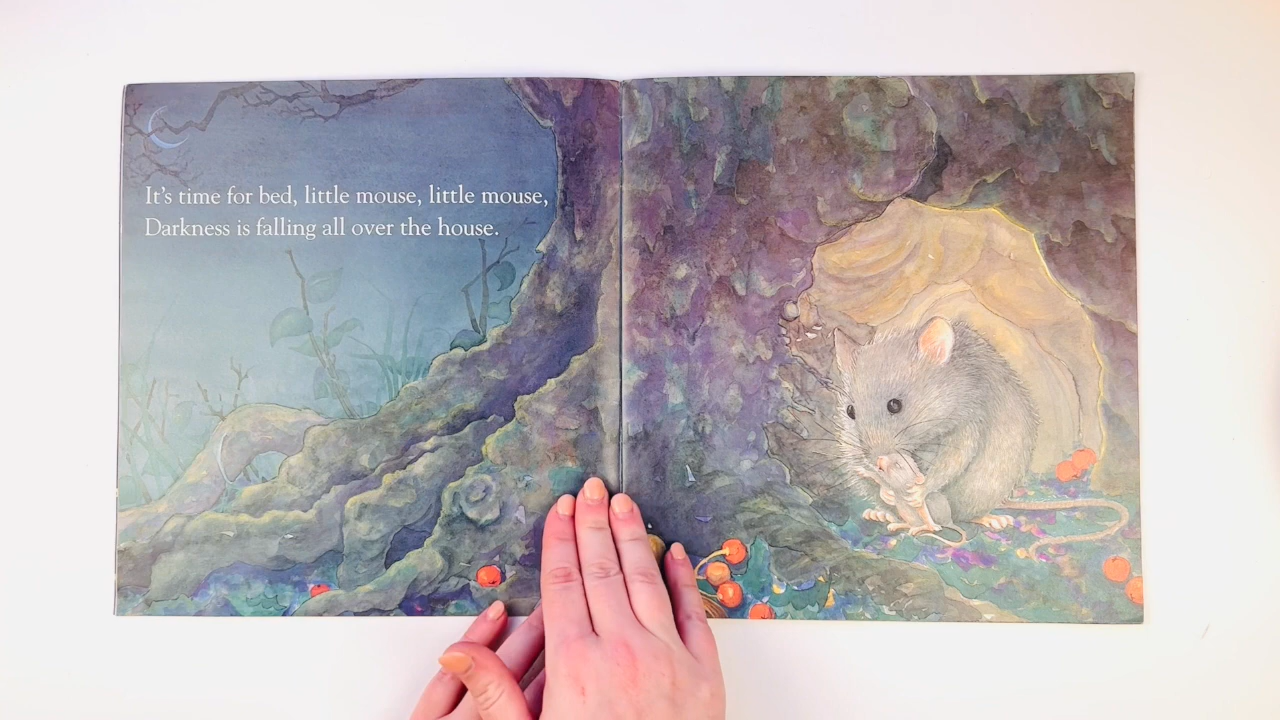 It's time for bed, little mouse, little mouse,
Darkness is falling all over the house.